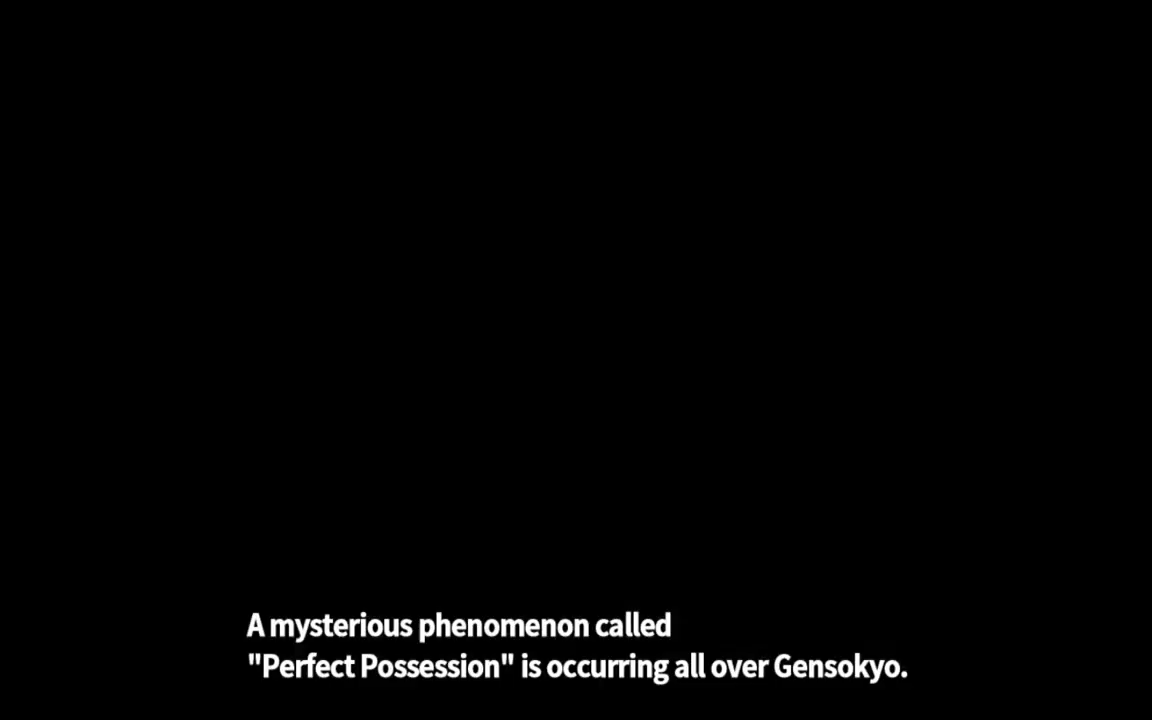 A mysterious phenomenon called
"Perfect Possession" is occurring all over Gensokyo.